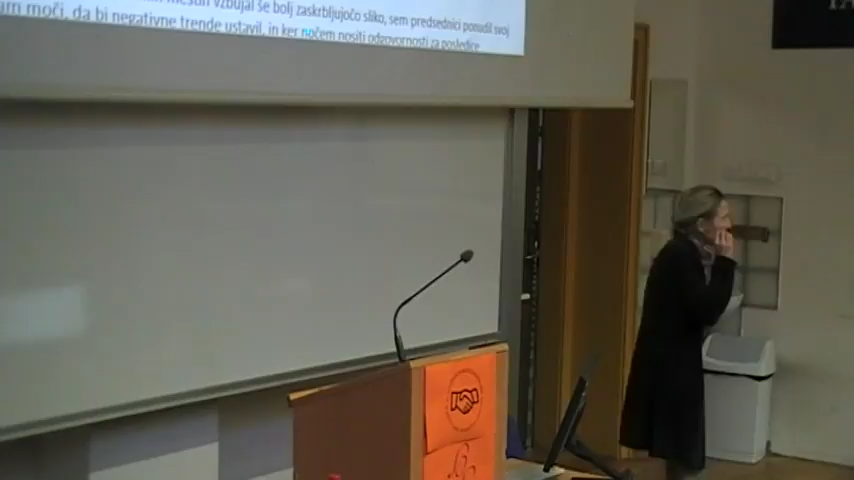 vzbujal še bolj zaskrbljujočo sliko, sem predsednici ponudil svoj
am moči, da bi negativne trende ustavil, in ker nočem nositi odgovornosti za posledice